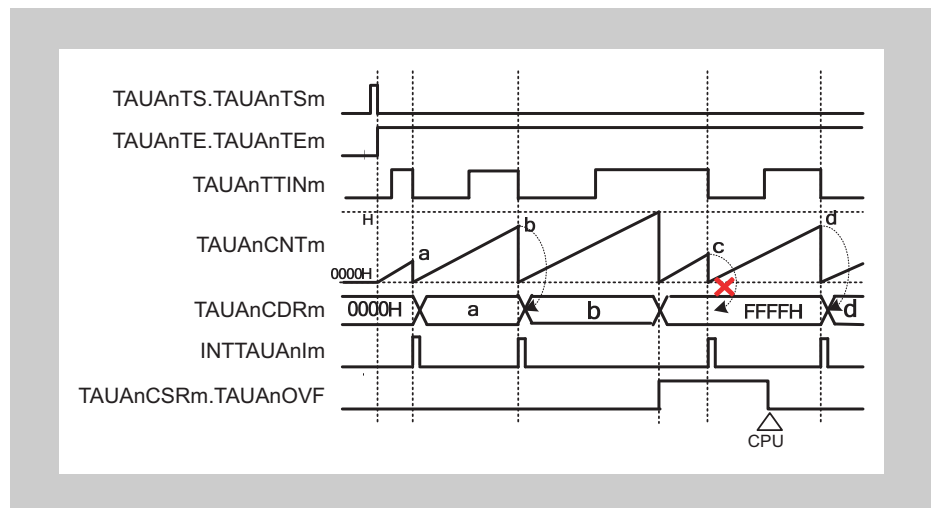 TAUAnTS.TAUAnTSm
TAUAnTE.TAUAnTEm
TAUAnTTINm
H
TAUAnCNTm
a
b
c
d
0000H
TAUAnCDRm
0000H
a
b
FFFFH
d
INTTAUAnIm
TAUAnCSRm.TAUAnOVF
CPU